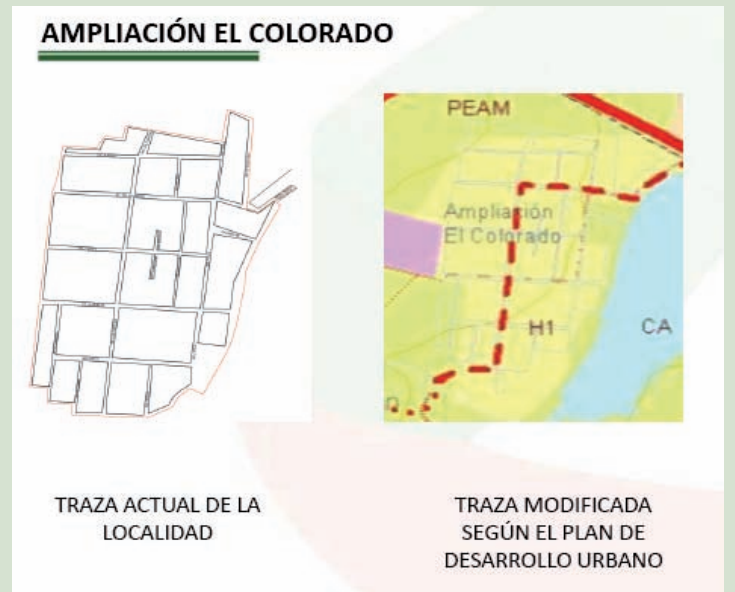 AMPLIACIÓN EL COLORADO
PEAM
Ampliación
El Colorado
H1
CA
TRAZA ACTUAL DE LA
LOCALIDAD
TRAZA MODIFICADA
SEGÚN EL PLAN DE
DESARROLLO URBANO